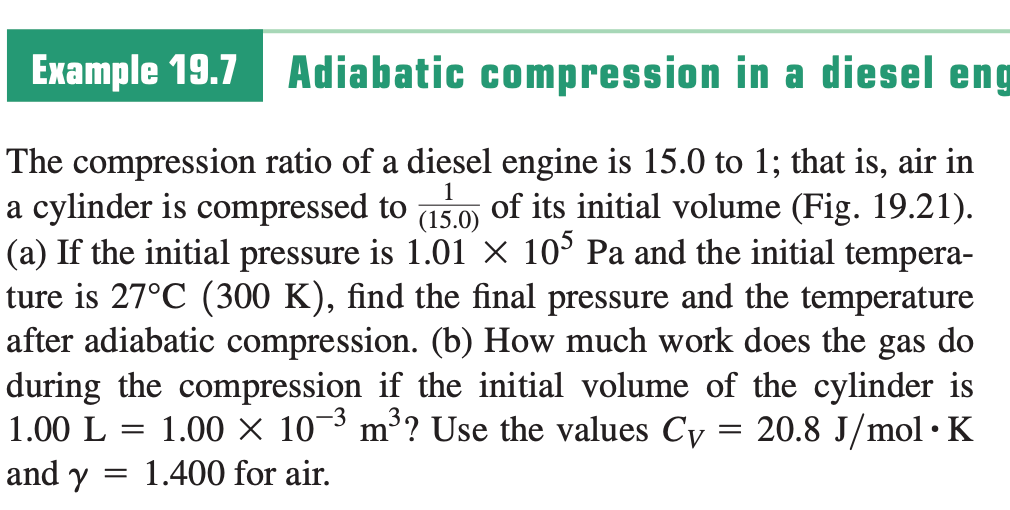 Example 19.7 Adiabatic compression in a diesel eng
The compression ratio of a diesel engine is 15.0 to 1; that is, air in
a cylinder is compressed to 1/(15.0) of its initial volume (Fig. 19.21).
(a) If the initial pressure is 1.01 × 10⁵ Pa and the initial tempera-
ture is 27°C (300 K), find the final pressure and the temperature
after adiabatic compression. (b) How much work does the gas do
during the compression if the initial volume of the cylinder is
1.00 L = 1.00 × 10⁻³ m³? Use the values C_V = 20.8 J/mol · K
and γ = 1.400 for air.